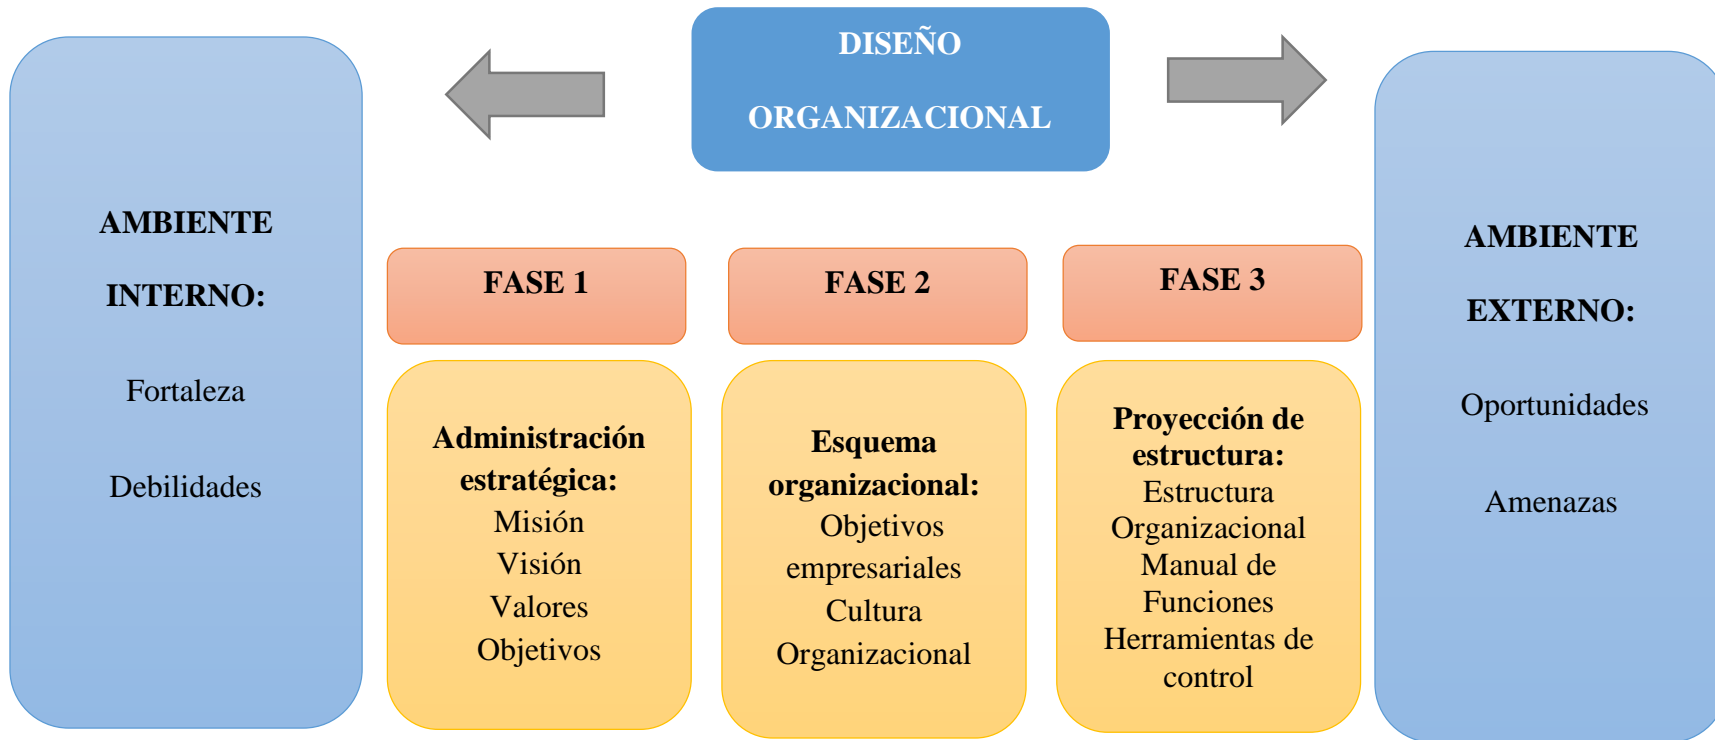 DISEÑO
ORGANIZACIONAL
AMBIENTE
INTERNO:
Fortaleza
Debilidades
FASE 1
Administración
estratégica:
Misión
Visión
Valores
Objetivos
FASE 2
Esquema
organizacional:
Objetivos
empresariales
Cultura
Organizacional
FASE 3
Proyección de
estructura:
Estructura
Organizacional
Manual de
Funciones
Herramientas de
control
AMBIENTE
EXTERNO:
Oportunidades
Amenazas